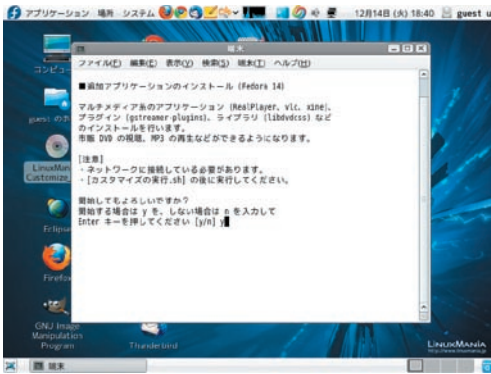 アプリケーション 場所 システム 12月14日 (火) 18:40 guest u
端末
ファイル(F) 編集(E) 表示(V) 検索(S) 端末(T) ヘルプ(H)
■追加アプリケーションのインストール (Fedora 14)
マルチメディア系のアプリケーション (RealPlayer、vlc、xine)、
プラグイン (gstreamer-plugins)、ライブラリ (libdvdcss) など
のインストールを行います。
市販 DVD の視聴、MP3 の再生などができるようになります。
[注意]
・ネットワークに接続している必要があります。
・[カスタマイズの実行.sh] の後に実行してください。
開始してもよろしいですか?
開始する場合は y を、しない場合は n を入力して
Enter キーを押してください [y/n] y
コンピュー
guest のホ
LinuxMan
Customize_
Eclipse
Firefox
GNU Image
Manipulation
Program
Thunderbird
LINUXMANIA
端末